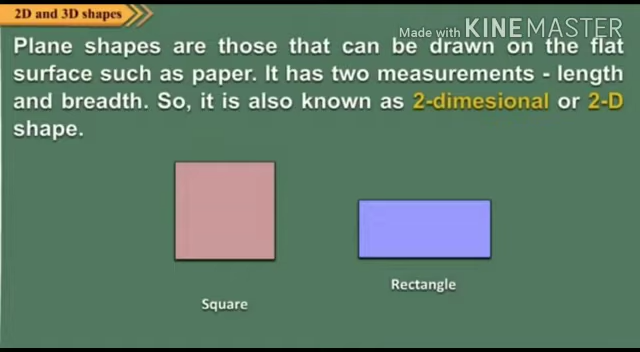 2D and 3D shapes
Made with KINEMASTER
Plane shapes are those that can be drawn on the flat
surface such as paper. It has two measurements - length
and breadth. So, it is also known as 2-dimesional or 2-D
shape.
Rectangle
Square